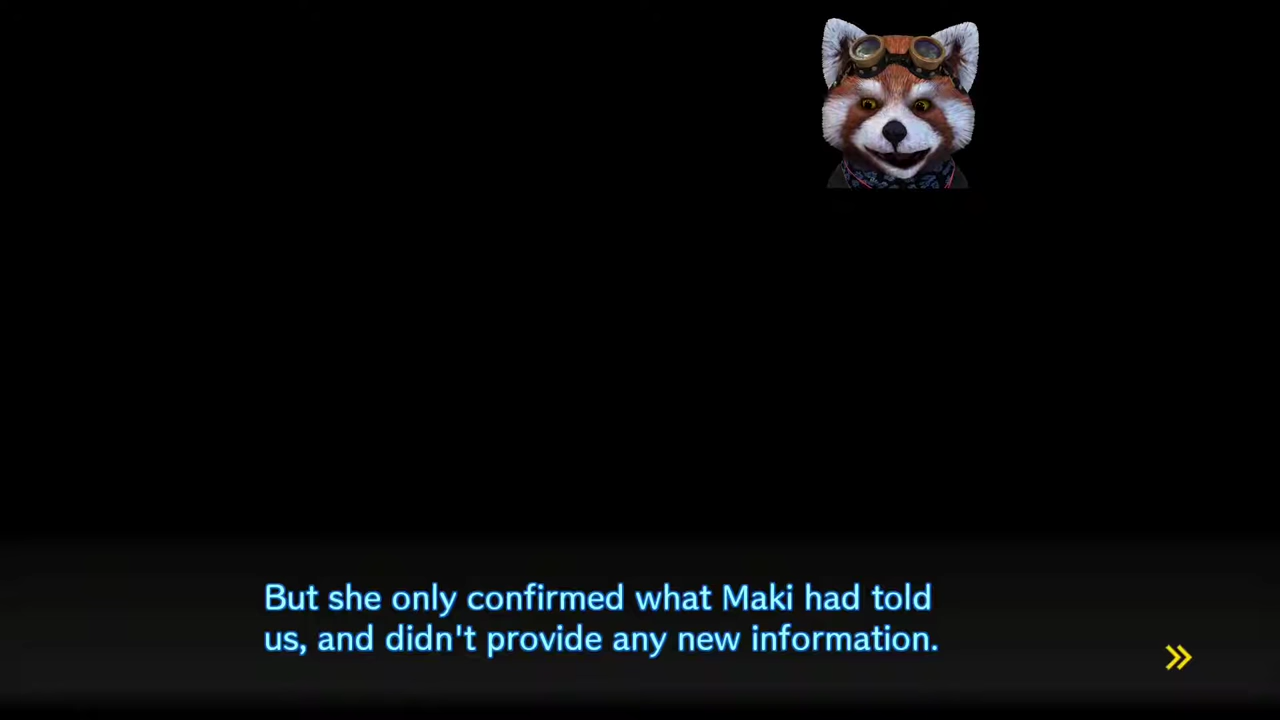 But she only confirmed what Maki had told
us, and didn't provide any new information.